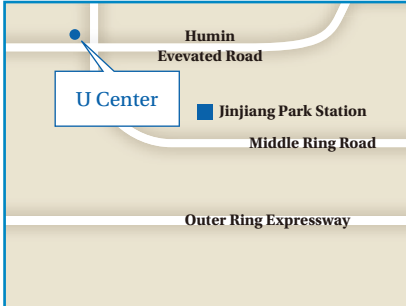 Humin
Evevated Road
U Center
Jinjiang Park Station
Middle Ring Road
Outer Ring Expressway